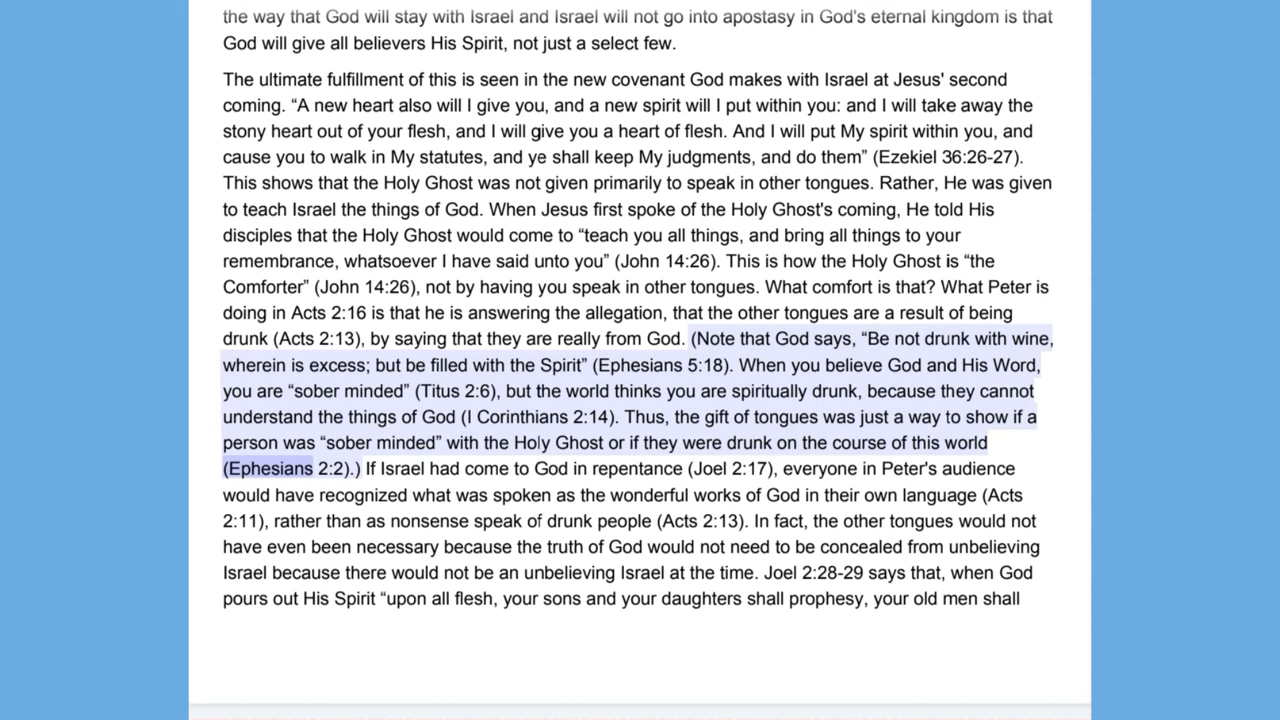 the way that God will stay with Israel and Israel will not go into apostasy in God's eternal kingdom is that
God will give all believers His Spirit, not just a select few.
The ultimate fulfillment of this is seen in the new covenant God makes with Israel at Jesus' second
coming. “A new heart also will I give you, and a new spirit will I put within you: and I will take away the
stony heart out of your flesh, and I will give you a heart of flesh. And I will put My spirit within you, and
cause you to walk in My statutes, and ye shall keep My judgments, and do them” (Ezekiel 36:26-27).
This shows that the Holy Ghost was not given primarily to speak in other tongues. Rather, He was given
to teach Israel the things of God. When Jesus first spoke of the Holy Ghost's coming, He told His
disciples that the Holy Ghost would come to “teach you all things, and bring all things to your
remembrance, whatsoever I have said unto you” (John 14:26). This is how the Holy Ghost is “the
Comforter” (John 14:26), not by having you speak in other tongues. What comfort is that? What Peter is
doing in Acts 2:16 is that he is answering the allegation, that the other tongues are a result of being
drunk (Acts 2:13), by saying that they are really from God. (Note that God says, “Be not drunk with wine,
wherein is excess; but be filled with the Spirit” (Ephesians 5:18). When you believe God and His Word,
you are “sober minded” (Titus 2:6), but the world thinks you are spiritually drunk, because they cannot
understand the things of God (I Corinthians 2:14). Thus, the gift of tongues was just a way to show if a
person was “sober minded” with the Holy Ghost or if they were drunk on the course of this world
(Ephesians 2:2).) If Israel had come to God in repentance (Joel 2:17), everyone in Peter's audience
would have recognized what was spoken as the wonderful works of God in their own language (Acts
2:11), rather than as nonsense speak of drunk people (Acts 2:13). In fact, the other tongues would not
have even been necessary because the truth of God would not need to be concealed from unbelieving
Israel because there would not be an unbelieving Israel at the time. Joel 2:28-29 says that, when God
pours out His Spirit “upon all flesh, your sons and your daughters shall prophesy, your old men shall